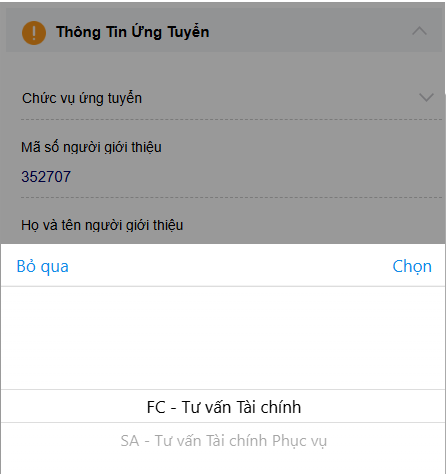 Thông Tin Ứng Tuyển
Chức vụ ứng tuyển
Mã số người giới thiệu
352707
Họ và tên người giới thiệu
Bỏ qua Chọn
FC - Tư vấn Tài chính
SA - Tư vấn Tài chính Phục vụ